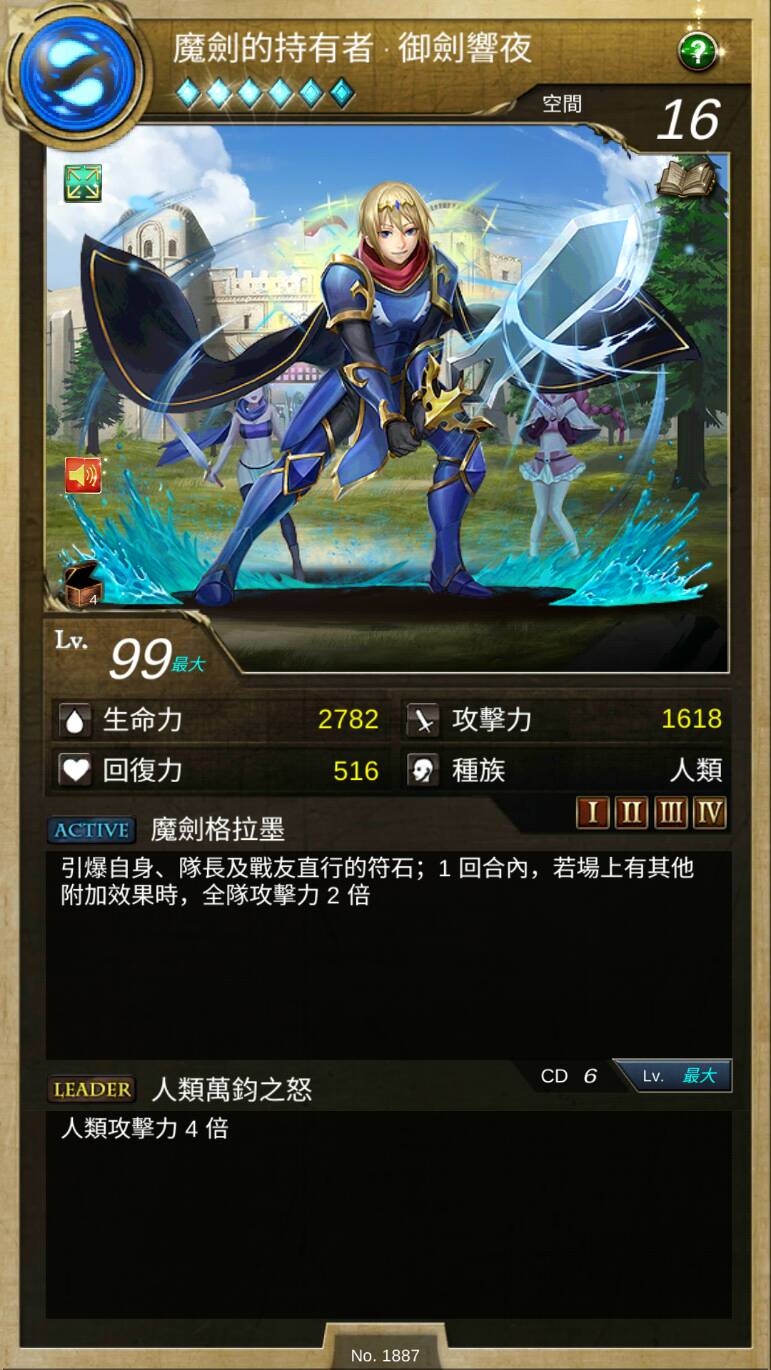 魔劍的持有者 · 御劍響夜
?
空間 16
4
Lv. 99最大
生命力 2782 攻擊力 1618
回復力 516 種族 人類
I II III IV
ACTIVE 魔劍格拉墨
引爆自身、隊長及戰友直行的符石；1 回合內，若場上有其他
附加效果時，全隊攻擊力 2 倍
CD 6 Lv. 最大
LEADER 人類萬鈞之怒
人類攻擊力 4 倍
No. 1887